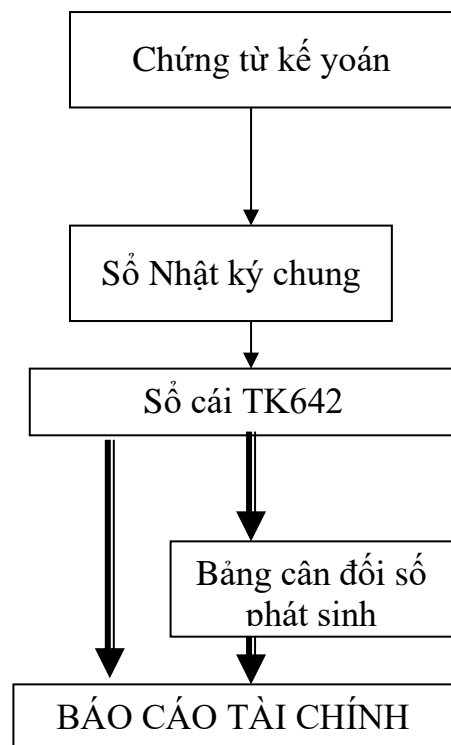 Chứng từ kế yoán
Sổ Nhật ký chung
Sổ cái TK642
Bảng cân đối số
phát sinh
BÁO CÁO TÀI CHÍNH